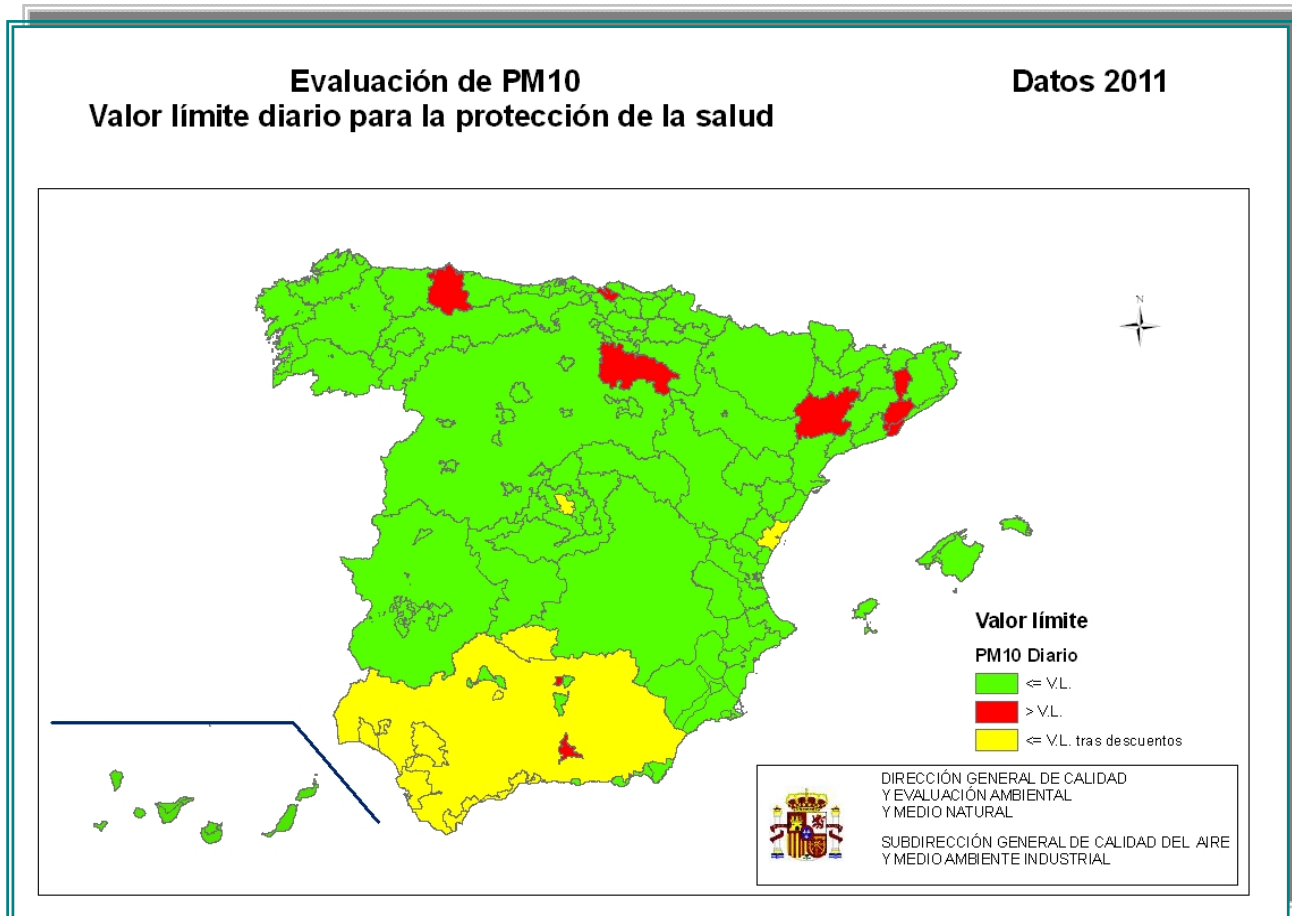 Evaluación de PM10
Valor límite diario para la protección de la salud
Datos 2011
N
Valor límite
PM10 Diario
<= V.L.
> V.L.
<= V.L. tras descuentos
DIRECCIÓN GENERAL DE CALIDAD
Y EVALUACIÓN AMBIENTAL
Y MEDIO NATURAL
SUBDIRECCIÓN GENERAL DE CALIDAD DEL AIRE
Y MEDIO AMBIENTE INDUSTRIAL